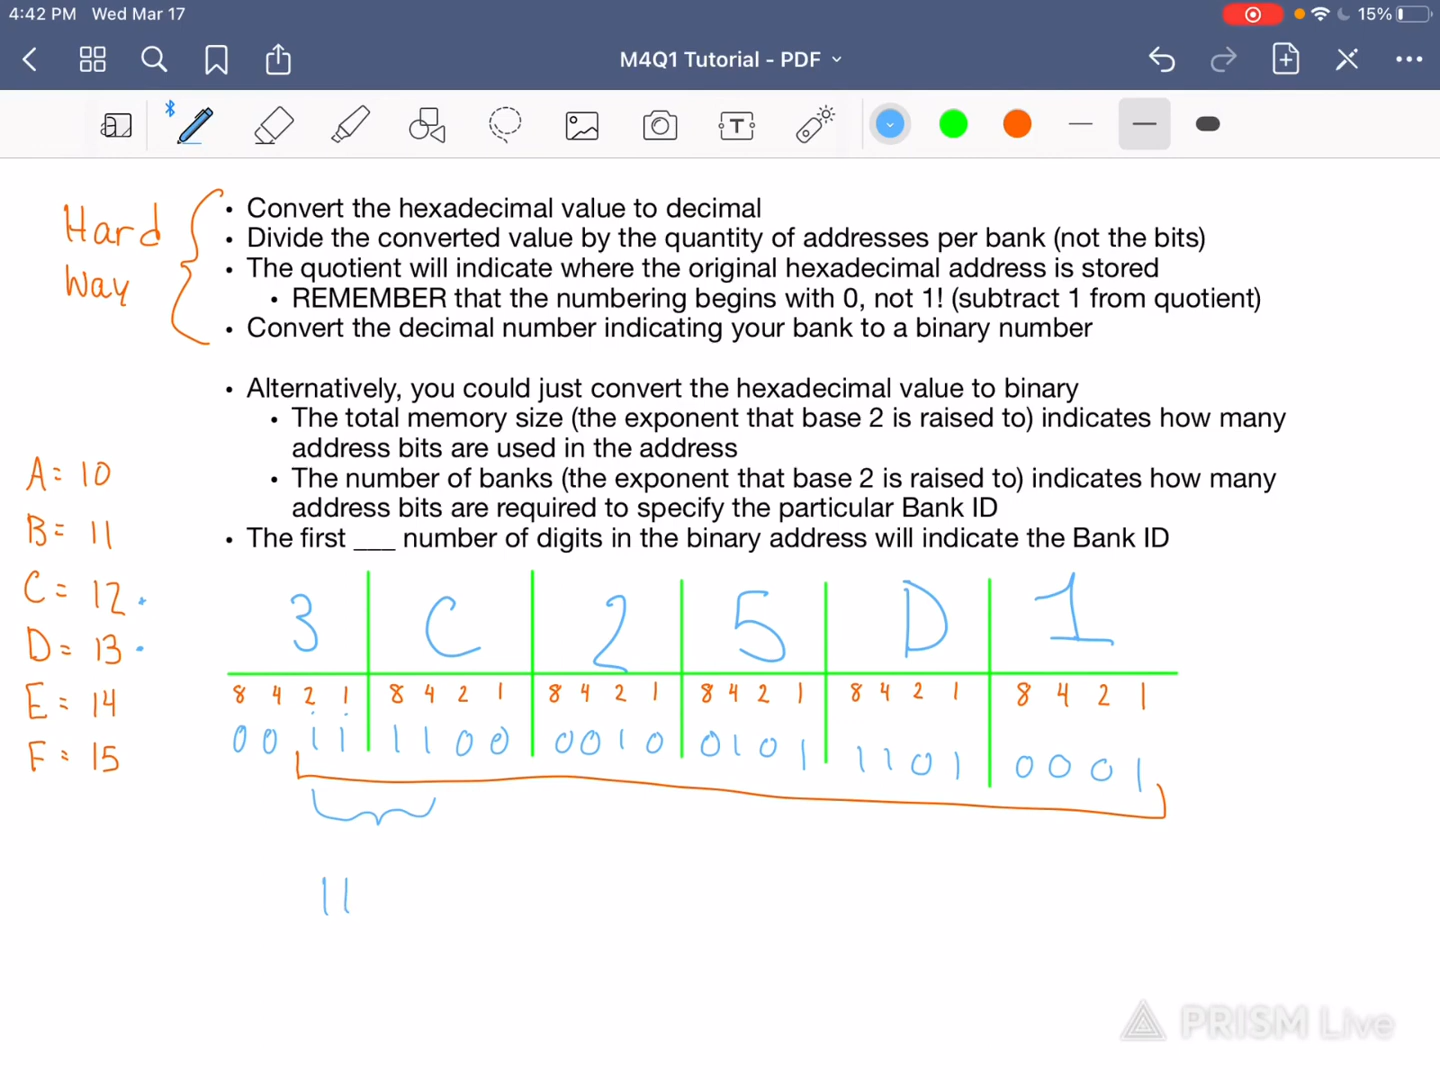 4:42 PM Wed Mar 17
15%
M4Q1 Tutorial - PDF
T
Hard
Way
• Convert the hexadecimal value to decimal
• Divide the converted value by the quantity of addresses per bank (not the bits)
• The quotient will indicate where the original hexadecimal address is stored
• REMEMBER that the numbering begins with 0, not 1! (subtract 1 from quotient)
• Convert the decimal number indicating your bank to a binary number
• Alternatively, you could just convert the hexadecimal value to binary
• The total memory size (the exponent that base 2 is raised to) indicates how many
address bits are used in the address
• The number of banks (the exponent that base 2 is raised to) indicates how many
address bits are required to specify the particular Bank ID
• The first ___ number of digits in the binary address will indicate the Bank ID
A = 10
B = 11
C = 12
D = 13
E = 14
F = 15
3 C 2 5 D 1
8 4 2 1 8 4 2 1 8 4 2 1 8 4 2 1 8 4 2 1 8 4 2 1
0 0 1 1 1 1 0 0 0 0 1 0 0 1 0 1 1 1 0 1 0 0 0 1
11
PRISM Live